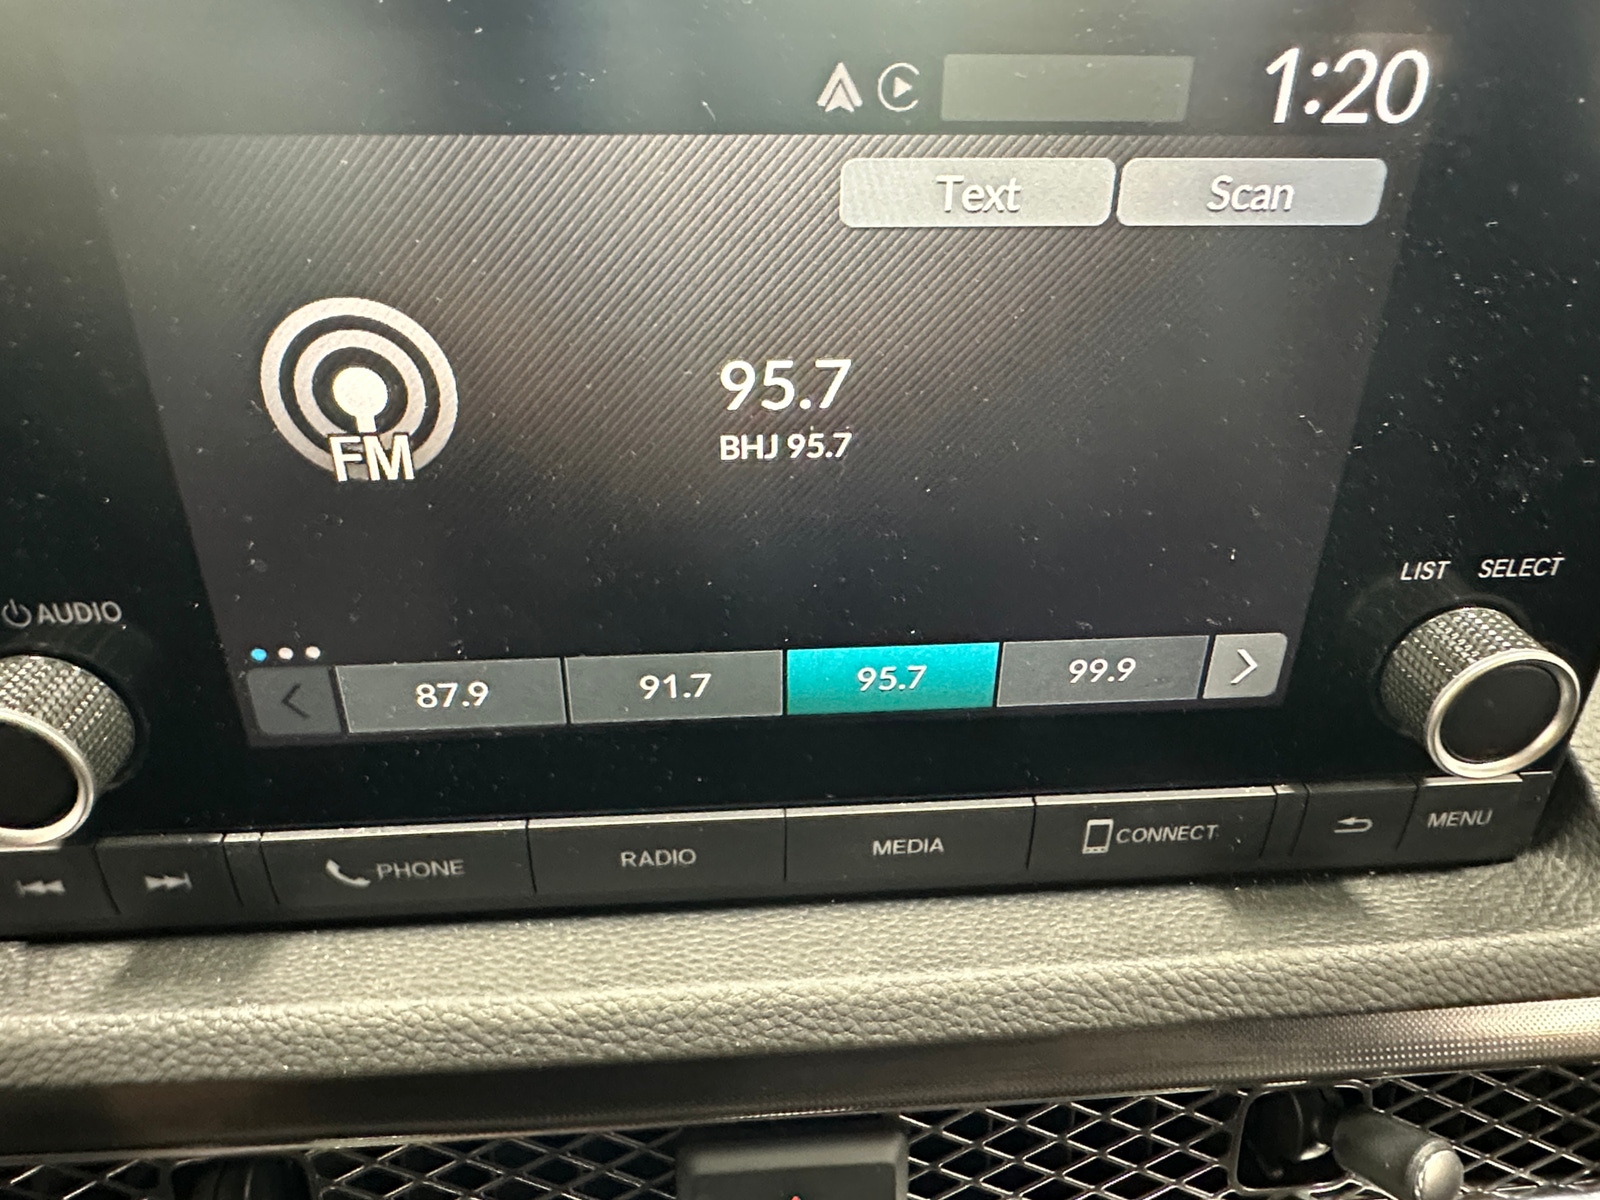 1:20
Text Scan
FM
95.7
BHJ 95.7
LIST SELECT
AUDIO
87.9 91.7 95.7 99.9
PHONE RADIO MEDIA CONNECT MENU